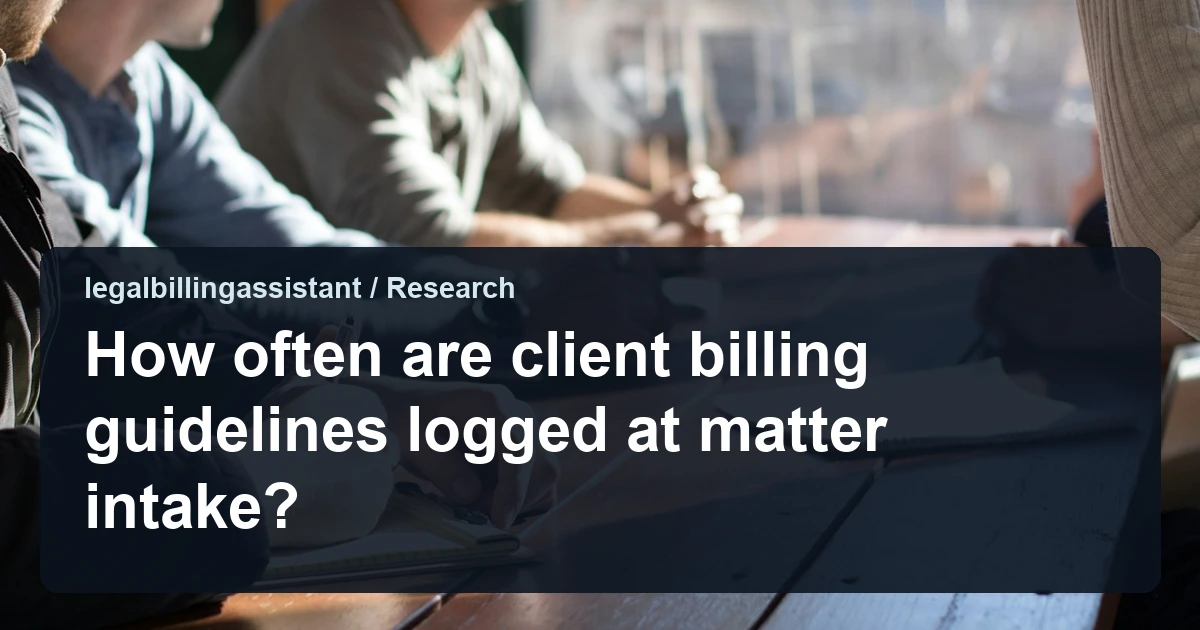 legalbillingassistant / Research
How often are client billing
guidelines logged at matter
intake?